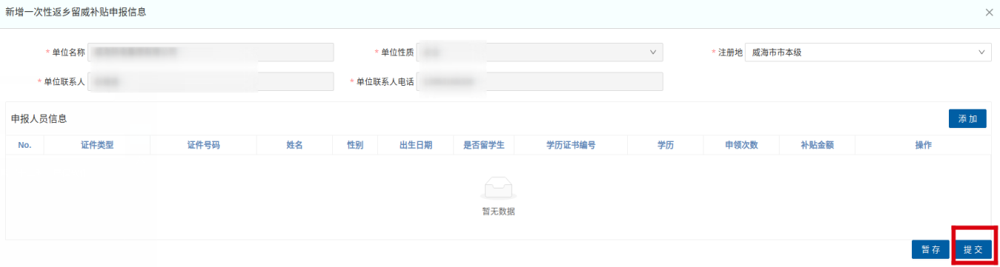 新增一次性返乡留威补贴申报信息
* 单位名称 * 单位性质 * 注册地 威海市市本级
* 单位联系人 * 单位联系人电话
申报人员信息 添加
No. 证件类型 证件号码 姓名 性别 出生日期 是否留学生 学历证书编号 学历 申领次数 补贴金额 操作
暂无数据
暂存 提交